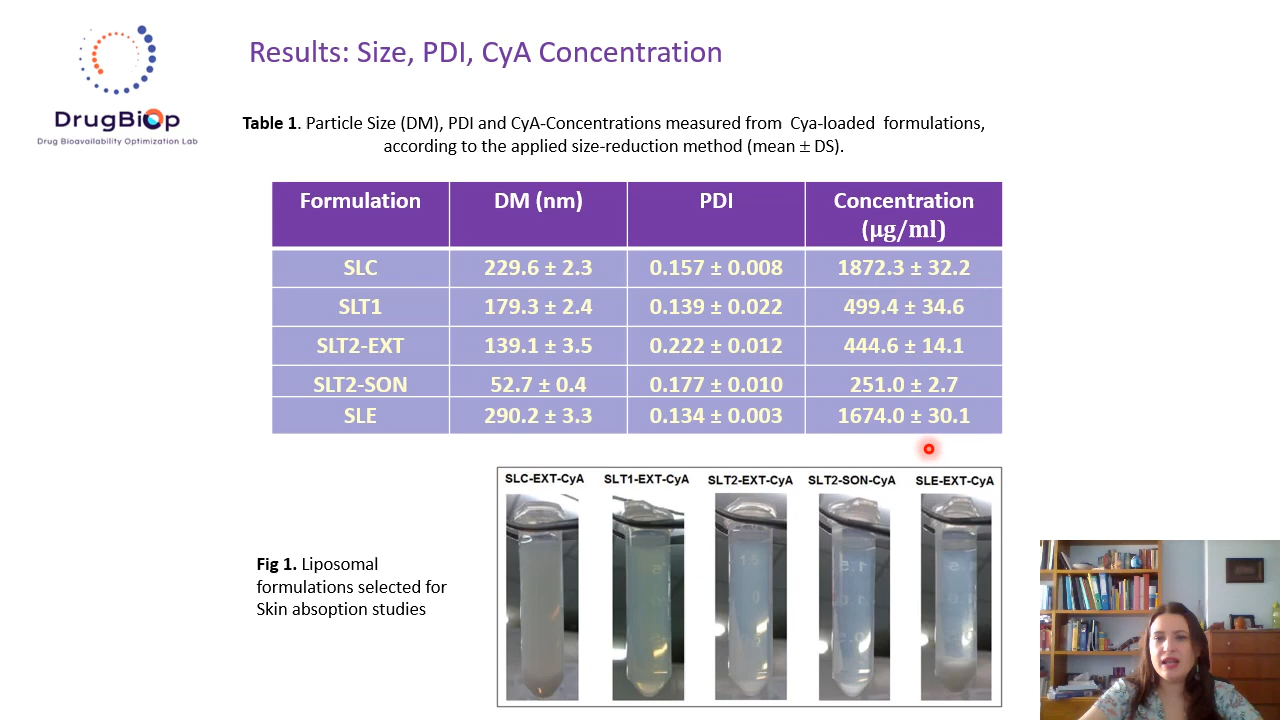 Results: Size, PDI, CyA Concentration
DrugBiOp
Drug Bioavailability Optimization Lab
Table 1. Particle Size (DM), PDI and CyA-Concentrations measured from Cya-loaded formulations,
according to the applied size-reduction method (mean ± DS).
Formulation DM (nm) PDI Concentration
(µg/ml)
SLC 229.6 ± 2.3 0.157 ± 0.008 1872.3 ± 32.2
SLT1 179.3 ± 2.4 0.139 ± 0.022 499.4 ± 34.6
SLT2-EXT 139.1 ± 3.5 0.222 ± 0.012 444.6 ± 14.1
SLT2-SON 52.7 ± 0.4 0.177 ± 0.010 251.0 ± 2.7
SLE 290.2 ± 3.3 0.134 ± 0.003 1674.0 ± 30.1
SLC-EXT-CyA SLT1-EXT-CyA SLT2-EXT-CyA SLT2-SON-CyA SLE-EXT-CyA
Fig 1. Liposomal
formulations selected for
Skin absoption studies